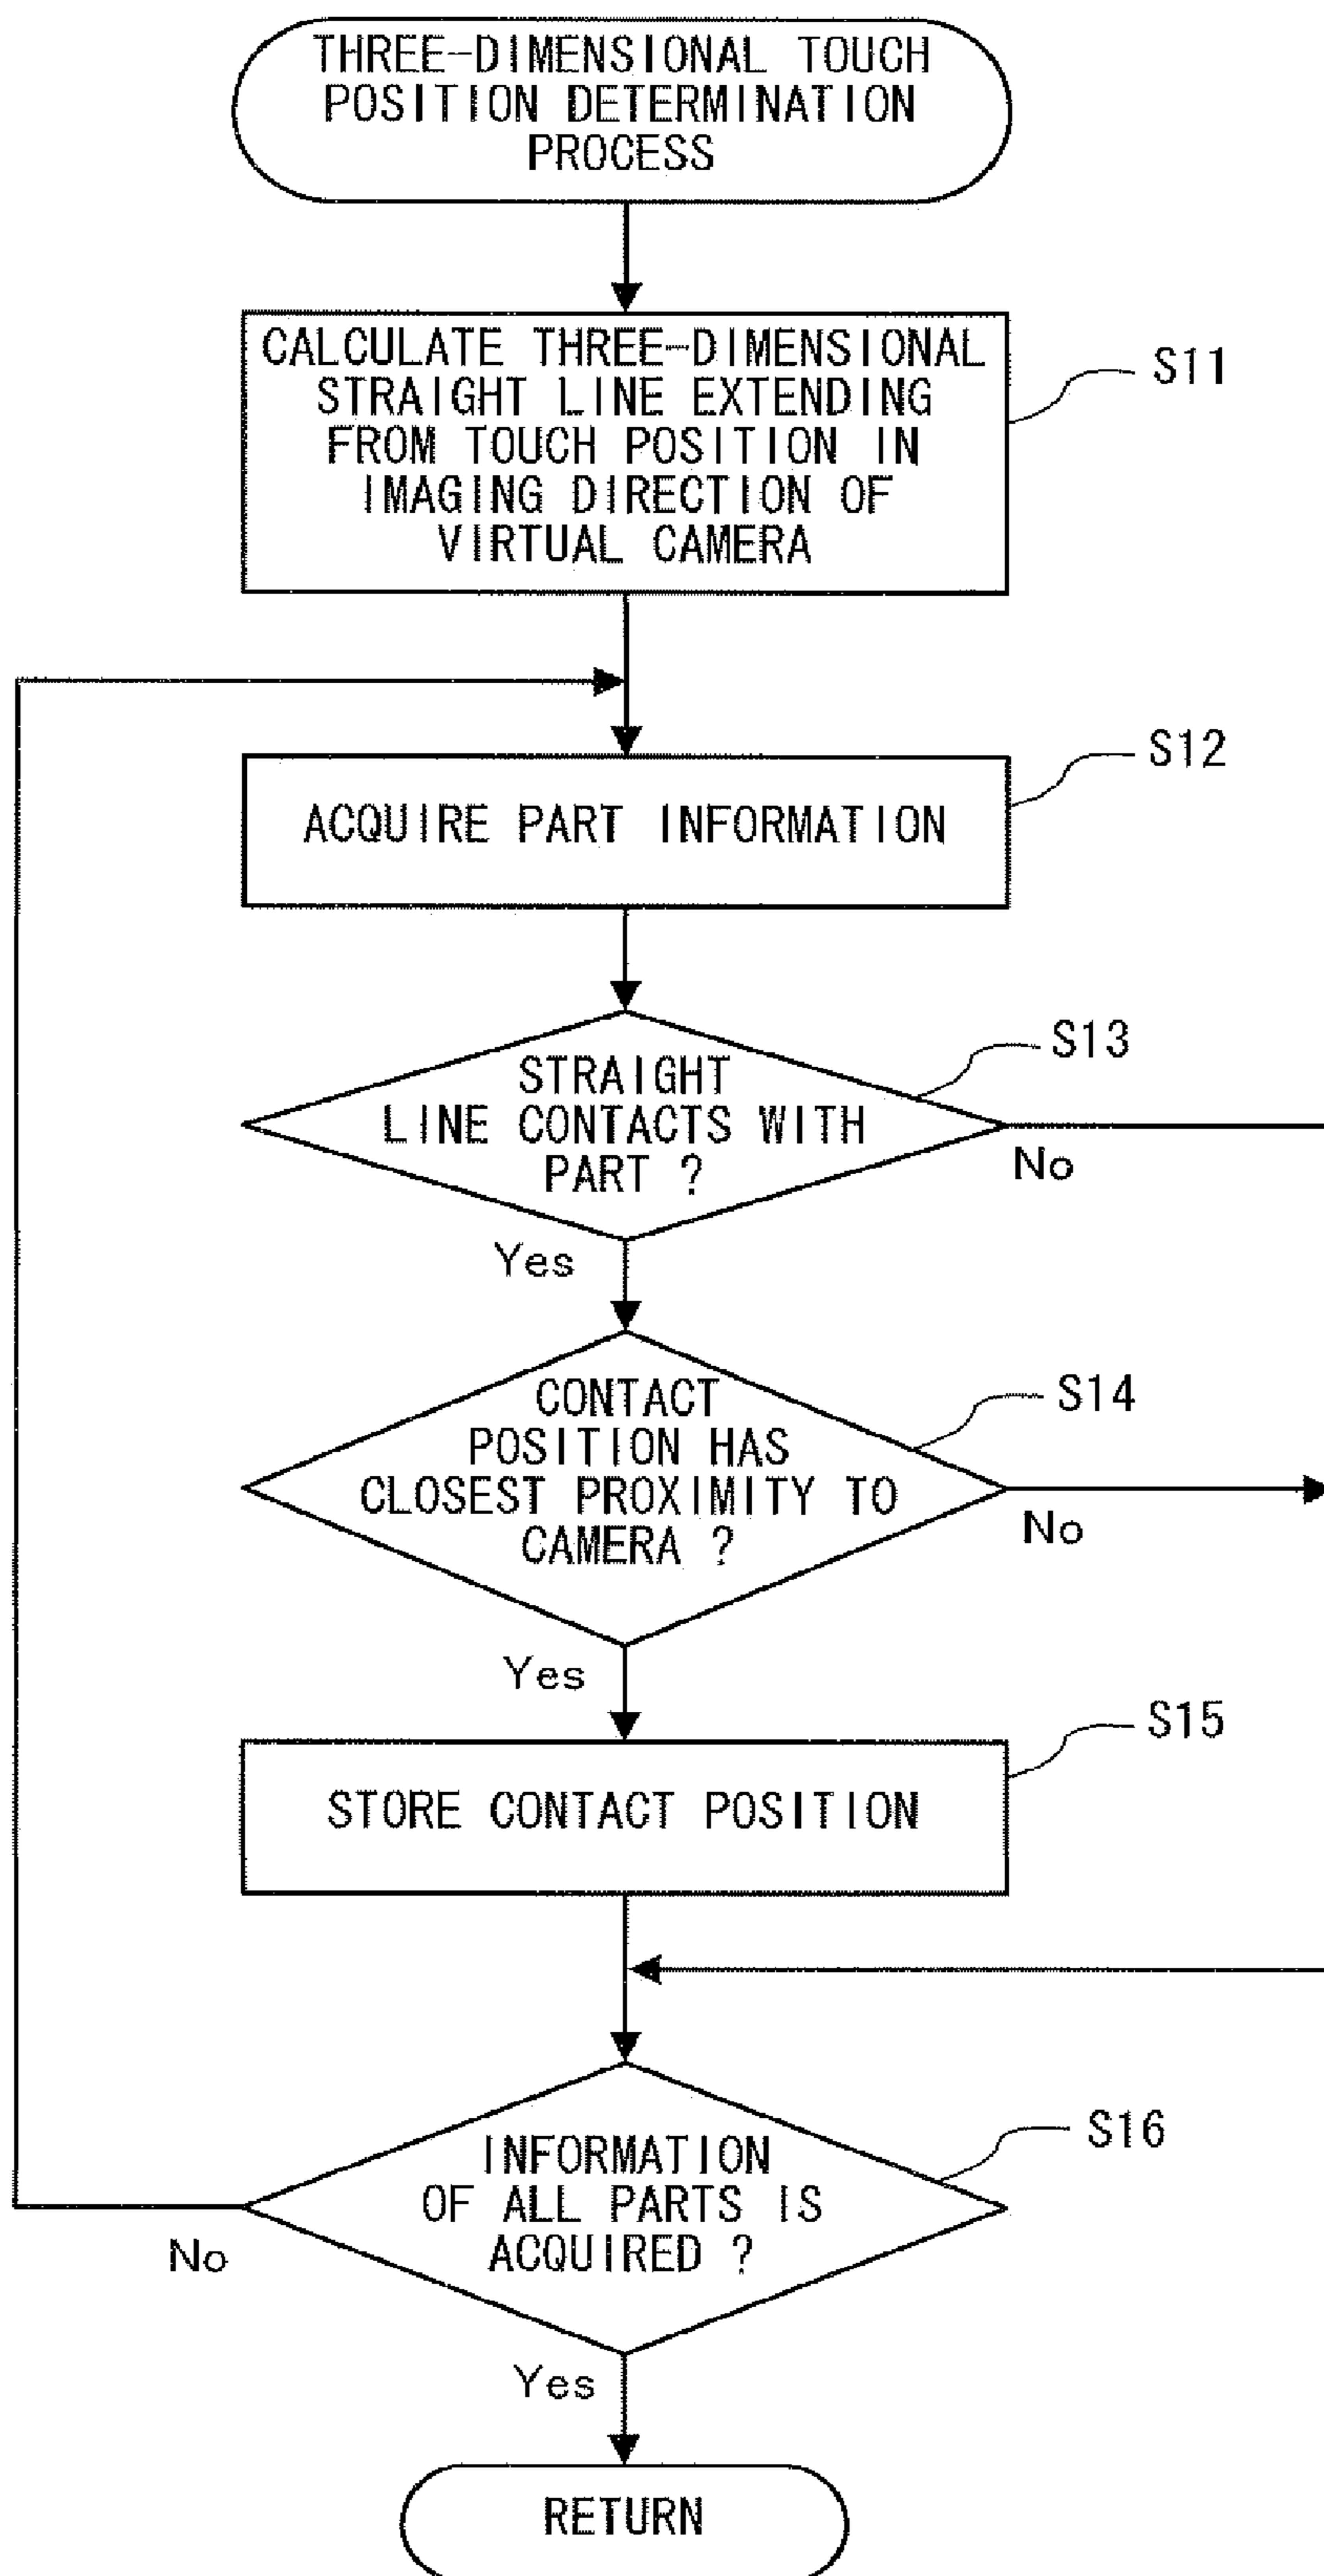 THREE-DIMENSIONAL TOUCH
POSITION DETERMINATION
PROCESS
CALCULATE THREE-DIMENSIONAL
STRAIGHT LINE EXTENDING
FROM TOUCH POSITION IN
IMAGING DIRECTION OF
VIRTUAL CAMERA
S11
S12
ACQUIRE PART INFORMATION
S13
STRAIGHT
LINE CONTACTS WITH
PART ?
No
Yes
S14
CONTACT
POSITION HAS
CLOSEST PROXIMITY TO
CAMERA ?
No
Yes
S15
STORE CONTACT POSITION
S16
INFORMATION
OF ALL PARTS IS
ACQUIRED ?
No
Yes
RETURN